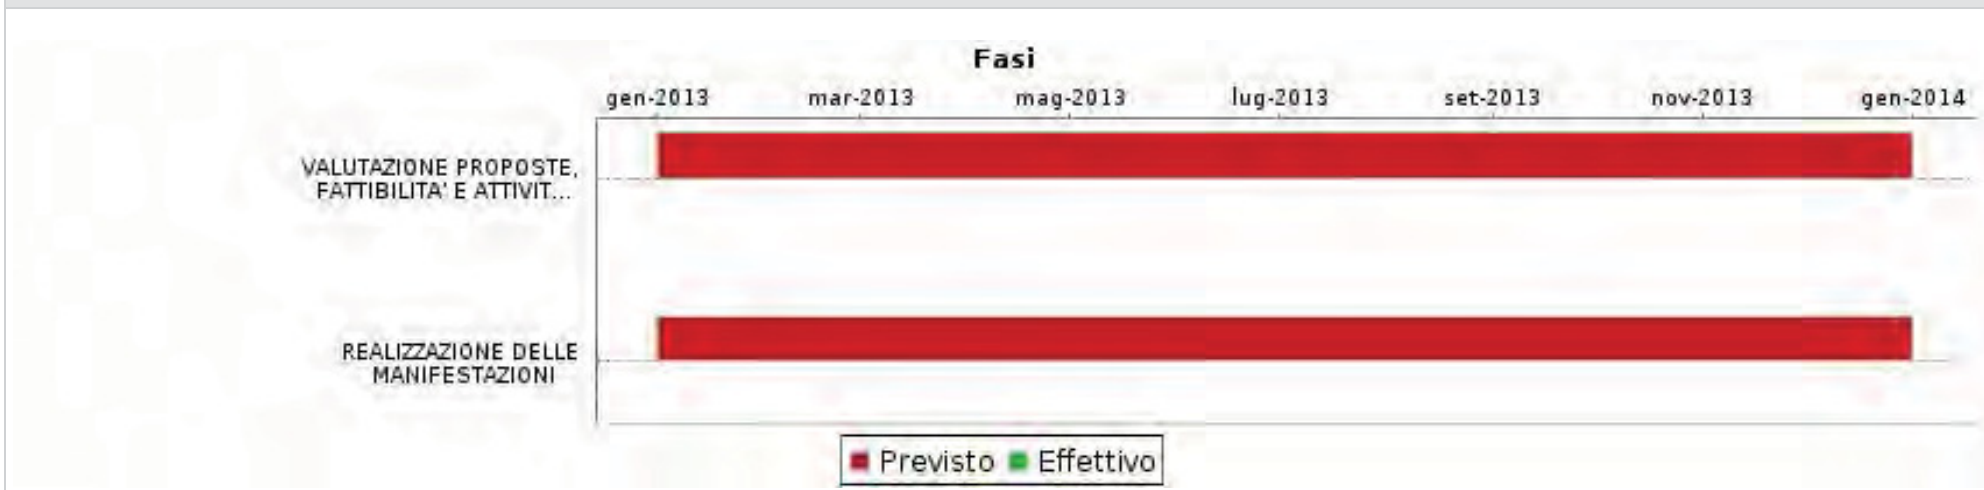 Fasi
gen-2013 mar-2013 mag-2013 lug-2013 set-2013 nov-2013 gen-2014
VALUTAZIONE PROPOSTE,
FATTIBILITA' E ATTIVIT...
REALIZZAZIONE DELLE
MANIFESTAZIONI
Previsto Effettivo